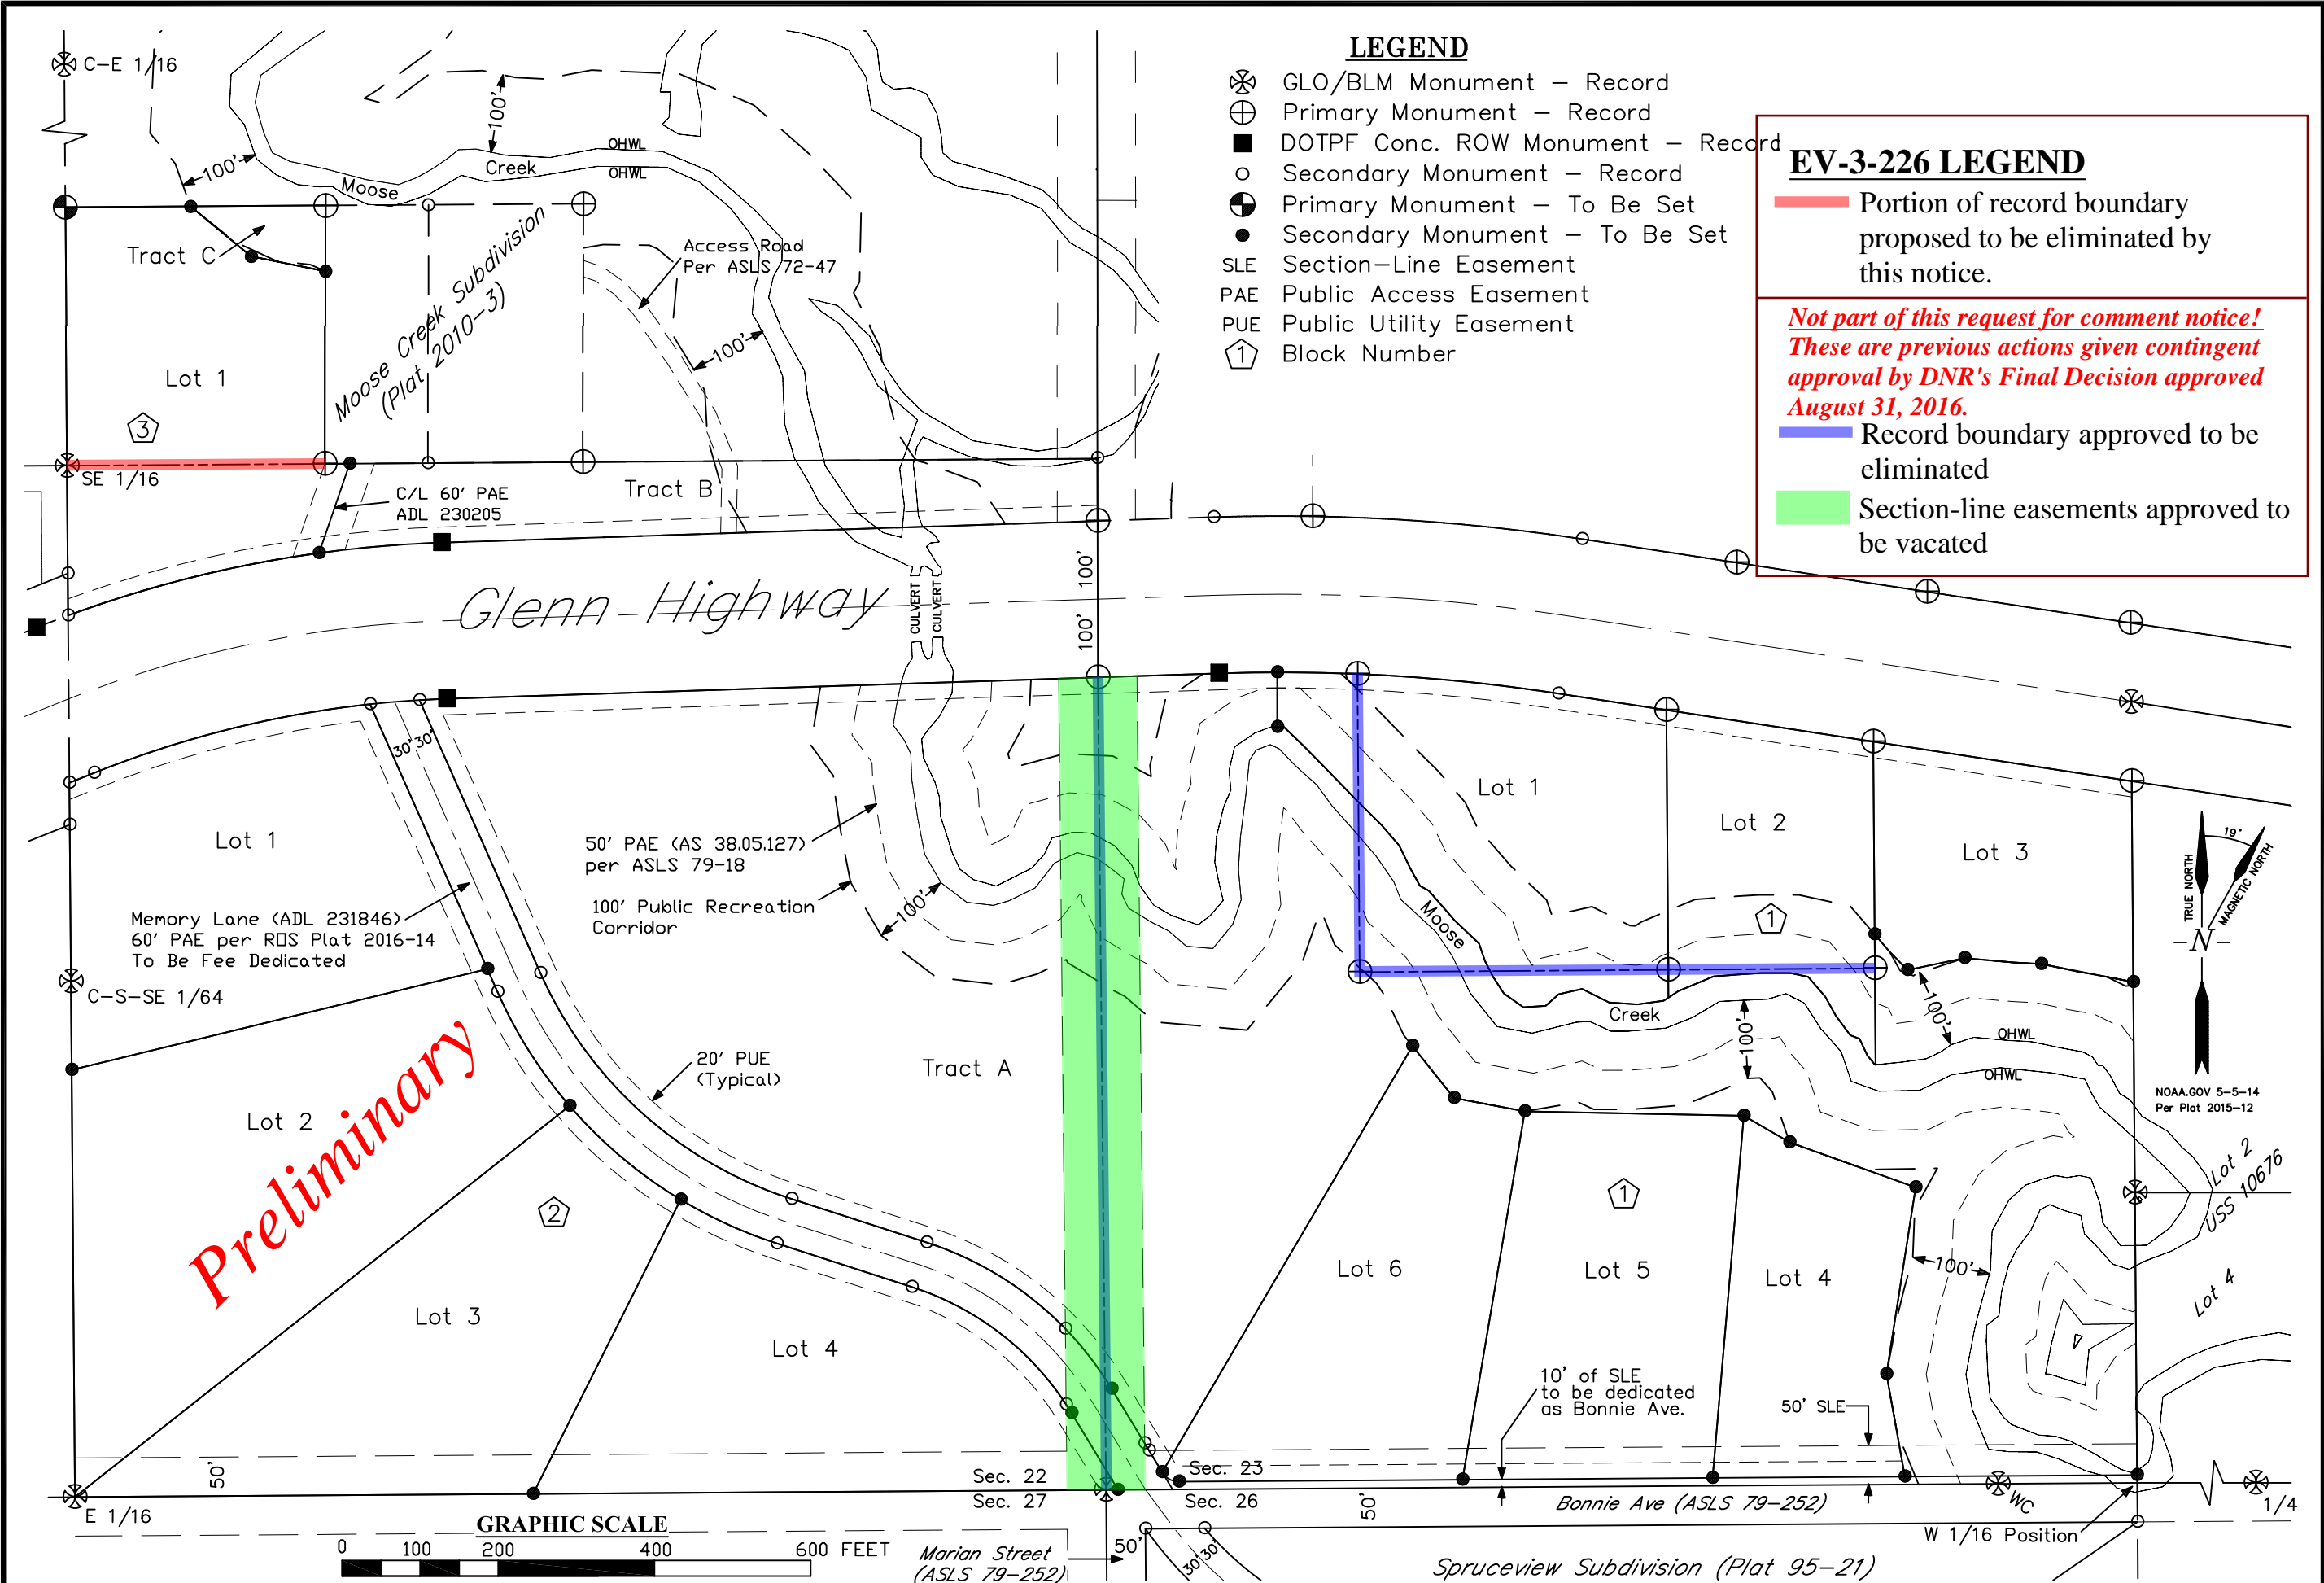 LEGEND
GLO/BLM Monument – Record
Primary Monument – Record
DOTPF Conc. ROW Monument – Record
Secondary Monument – Record
Primary Monument – To Be Set
Secondary Monument – To Be Set
SLE Section–Line Easement
PAE Public Access Easement
PUE Public Utility Easement
1 Block Number
EV-3-226 LEGEND
Portion of record boundary
proposed to be eliminated by
this notice.
Not part of this request for comment notice!
These are previous actions given contingent
approval by DNR's Final Decision approved
August 31, 2016.
Record boundary approved to be
eliminated
Section-line easements approved to
be vacated
C–E 1/16
100'
100'
OHWL
Creek
OHWL
Moose
Tract C
Moose Creek Subdivision
(Plat 2010–3)
Access Road
Per ASLS 72–47
100'
Lot 1
3
SE 1/16
C/L 60' PAE
ADL 230205
Tract B
100'
100'
Glenn Highway
CULVERT
CULVERT
30'
30'
Lot 1
50' PAE (AS 38.05.127)
per ASLS 79–18
100' Public Recreation
Corridor
100'
Memory Lane (ADL 231846)
60' PAE per ROS Plat 2016–14
To Be Fee Dedicated
C–S–SE 1/64
Lot 1
Lot 2
Lot 3
1
Moose
Creek
100'
100'
OHWL
OHWL
19°
TRUE NORTH
MAGNETIC NORTH
-N-
NOAA.GOV 5–5–14
Per Plat 2015–12
Preliminary
Lot 2
20' PUE
(Typical)
Tract A
2
1
Lot 2
USS 10676
Lot 4
Lot 3
Lot 4
Lot 6
Lot 5
Lot 4
100'
10' of SLE
to be dedicated
as Bonnie Ave.
50' SLE
50'
Sec. 22
Sec. 23
Sec. 27
Sec. 26
50'
Bonnie Ave (ASLS 79–252)
WC
1/4
E 1/16
W 1/16 Position
GRAPHIC SCALE
0 100 200 400 600 FEET
Marian Street
(ASLS 79–252)
50'
30'
30'
Spruceview Subdivision (Plat 95–21)